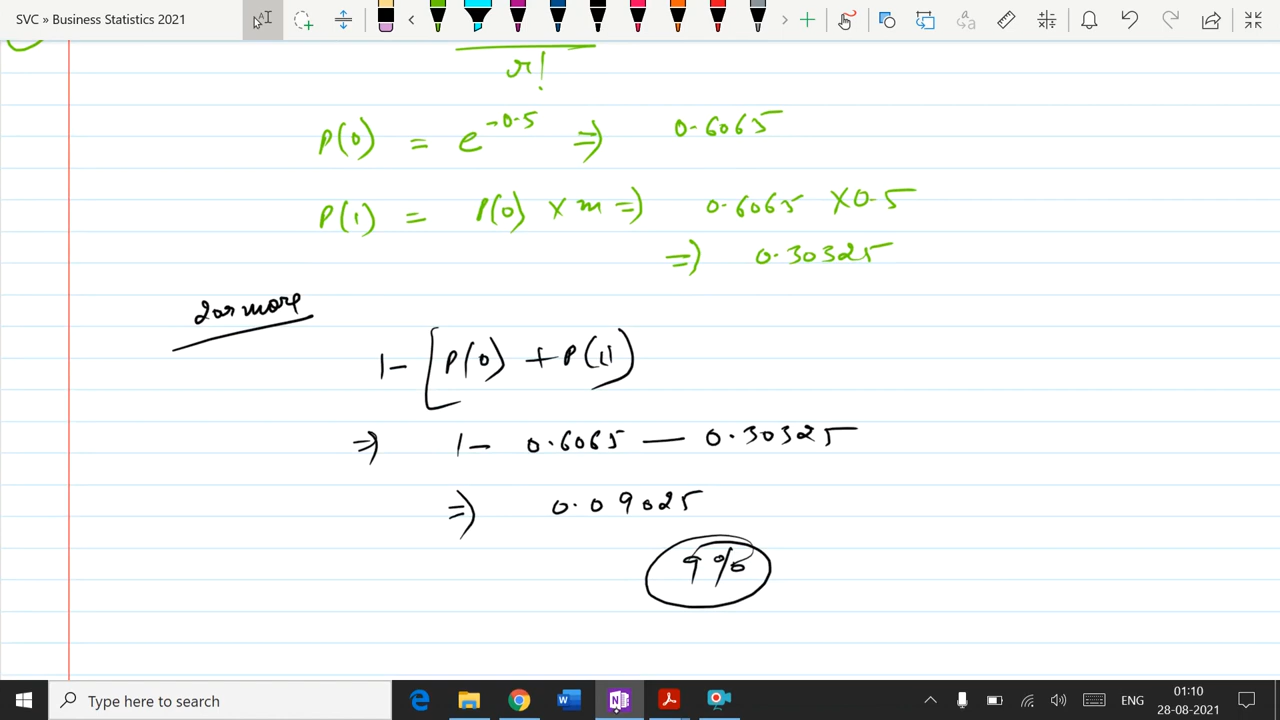 SVC » Business Statistics 2021
r!
P(0) = e^-0.5 ⇒ 0.6065
P(1) = P(0) × m ⇒ 0.6065 × 0.5
⇒ 0.30325
2 or more
1 - [P(0) + P(1)]
⇒ 1 - 0.6065 - 0.30325
⇒ 0.09025
9%
Type here to search
ENG
01:10
28-08-2021